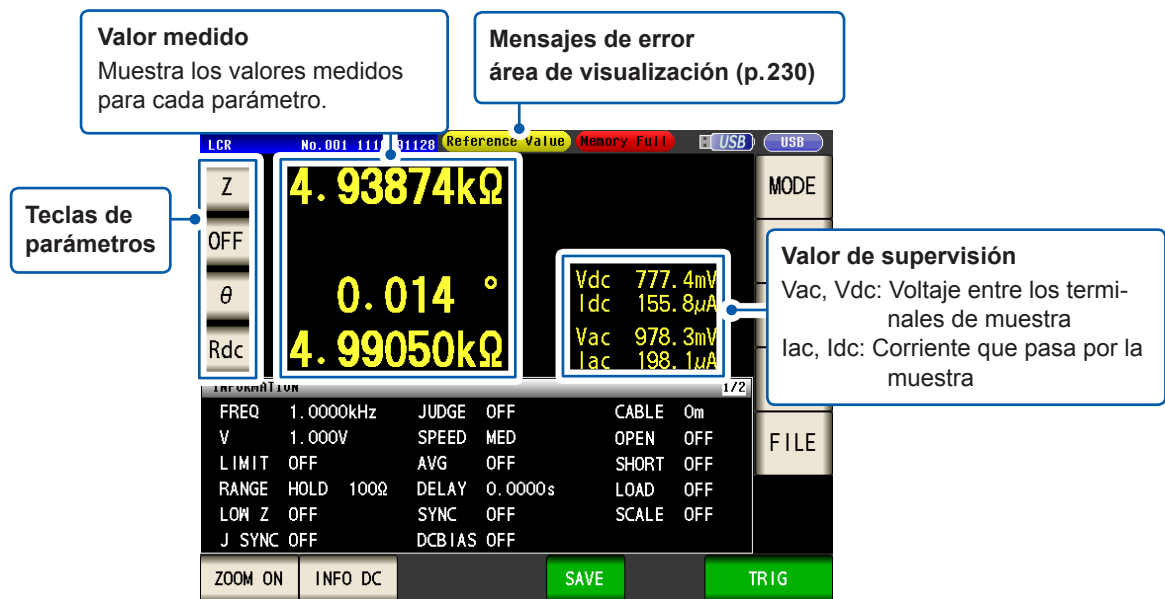 Valor medido
Muestra los valores medidos
para cada parámetro.
Mensajes de error
área de visualización (p.230)
Teclas de
parámetros
LCR No.001 Reference Value Memory Full USB USB
Z 4.93874kΩ MODE
OFF
θ 0.014 °
Rdc 4.99050kΩ
Vdc 777.4mV
Idc 155.8μA
Vac 978.3mV
Iac 198.1μA
Valor de supervisión
Vac, Vdc: Voltaje entre los termi-
nales de muestra
Iac, Idc: Corriente que pasa por la
muestra
INFORMATION 1/2
FREQ 1.0000kHz JUDGE OFF CABLE 0m
V 1.000V SPEED MED OPEN OFF
LIMIT OFF AVG OFF SHORT OFF
RANGE HOLD 100Ω DELAY 0.0000s LOAD OFF
LOW Z OFF SYNC OFF SCALE OFF
J SYNC OFF DCBIAS OFF
FILE
ZOOM ON INFO DC SAVE TRIG